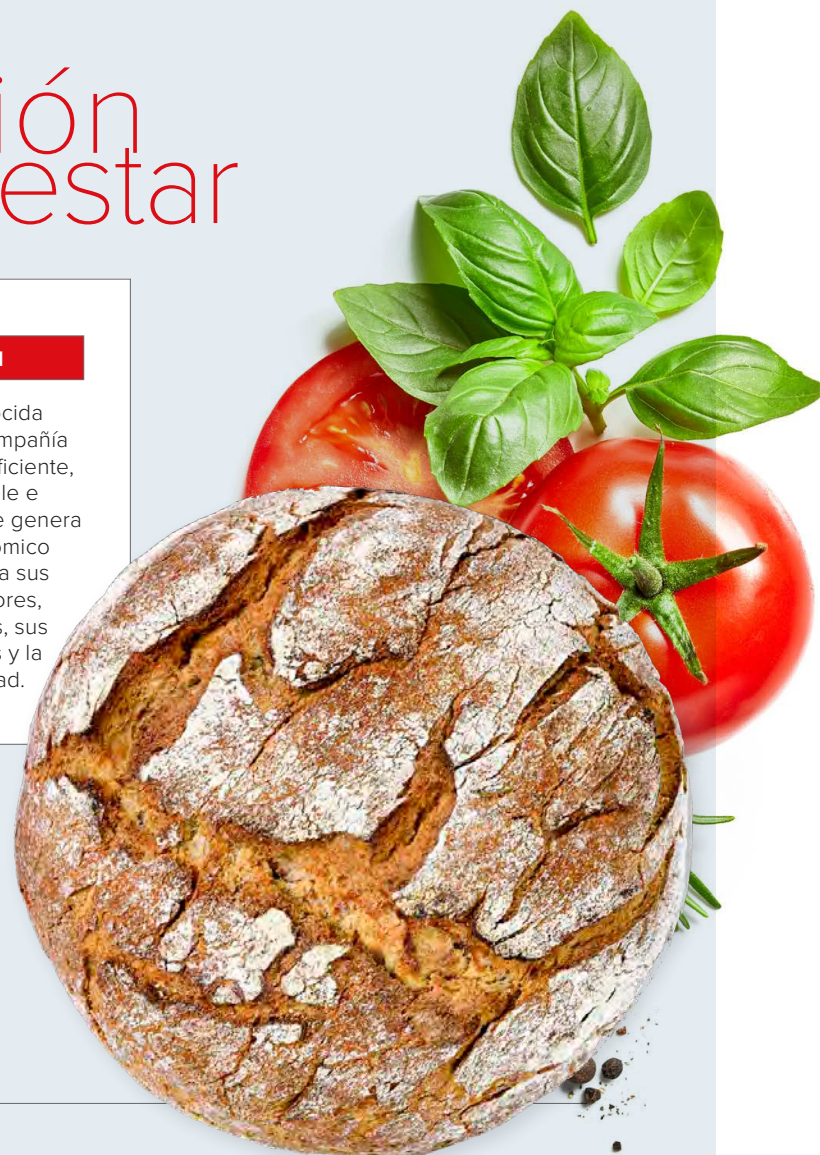 ión
estar
cida
mpañía
ficiente,
le e
e genera
ómico
a sus
ores,
s, sus
s y la
ad.